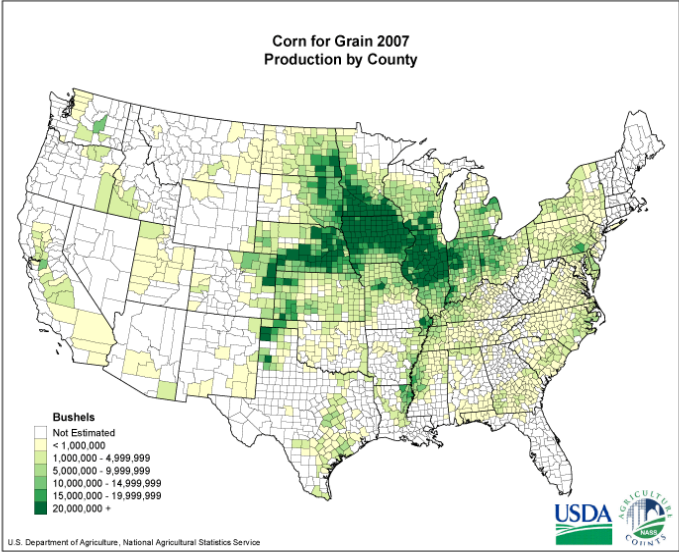 Corn for Grain 2007
Production by County
Bushels
Not Estimated
< 1,000,000
1,000,000 - 4,999,999
5,000,000 - 9,999,999
10,000,000 - 14,999,999
15,000,000 - 19,999,999
20,000,000 +
U.S. Department of Agriculture, National Agricultural Statistics Service
USDA
AGRICULTURE
NASS
COUNTS